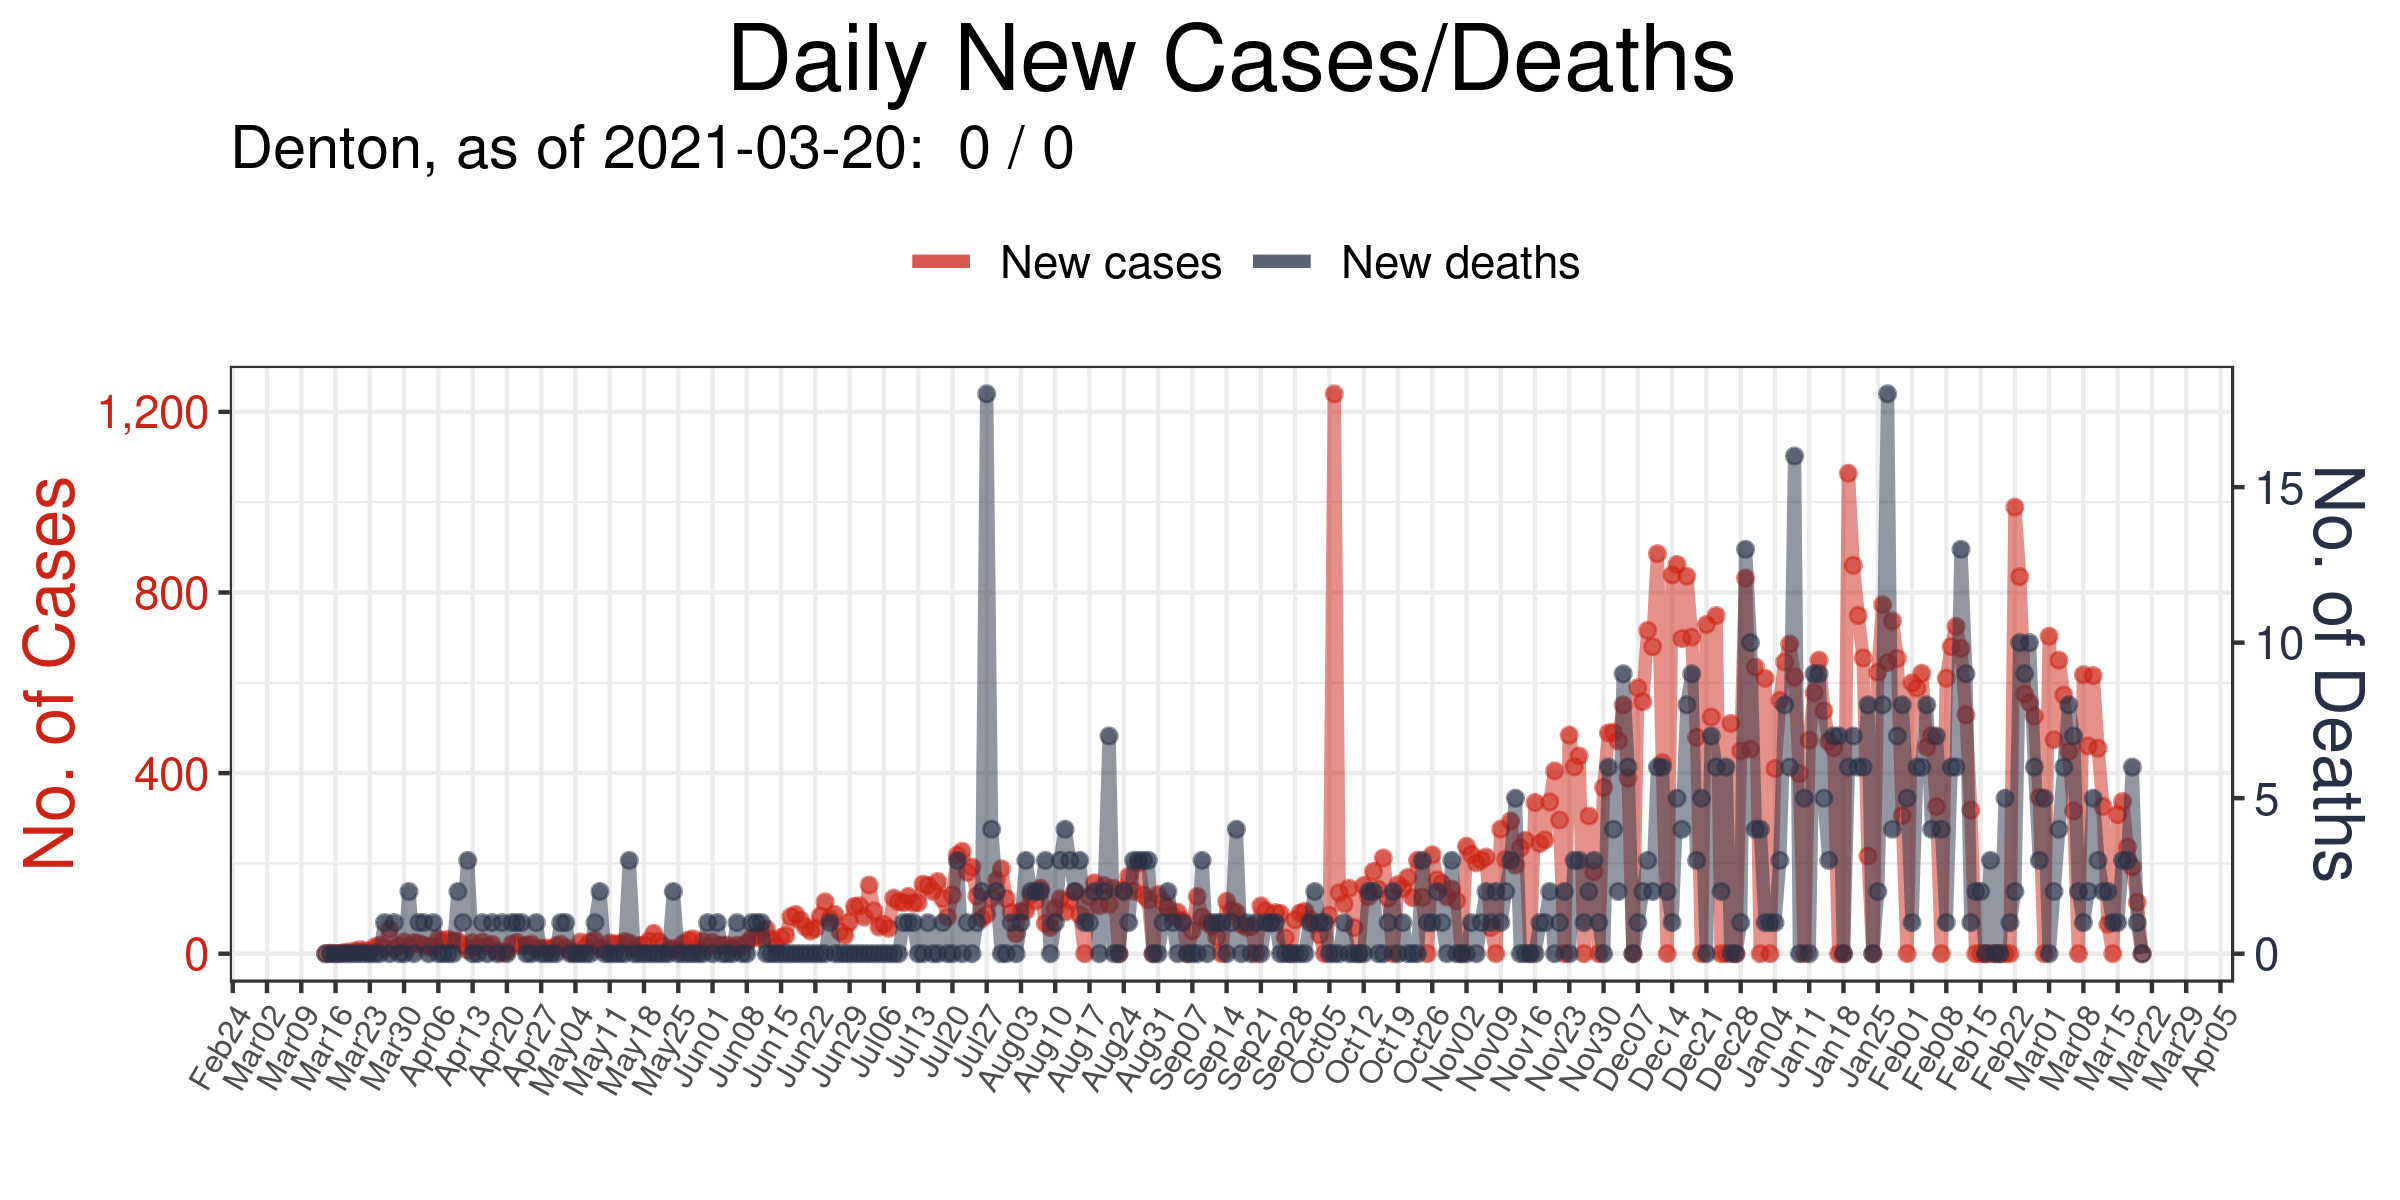 Daily New Cases/Deaths
Denton, as of 2021-03-20:  0 / 0
New cases
New deaths
No. of Cases
1,200
800
400
0
15
10
5
0
No. of Deaths
Feb24
Mar02
Mar09
Mar16
Mar23
Mar30
Apr06
Apr13
Apr20
Apr27
May04
May11
May18
May25
Jun01
Jun08
Jun15
Jun22
Jun29
Jul06
Jul13
Jul20
Jul27
Aug03
Aug10
Aug17
Aug24
Aug31
Sep07
Sep14
Sep21
Sep28
Oct05
Oct12
Oct19
Oct26
Nov02
Nov09
Nov16
Nov23
Nov30
Dec07
Dec14
Dec21
Dec28
Dec04
Jan11
Jan18
Jan25
Feb01
Feb08
Feb15
Feb22
Mar01
Mar08
Mar15
Mar22
Mar29
Apr05